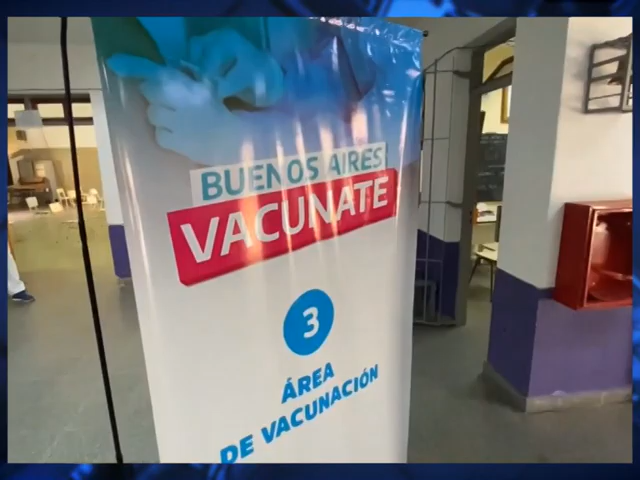 BUENOS AIRES
VACUNATE
3
ÁREA
DE VACUNACIÓN